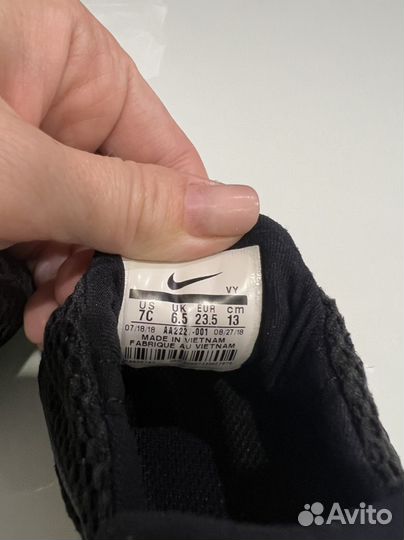 VY
US UK EUR cm
7C 6.5 23.5 13
07/18/18 AA222 -001 08/27/18
MADE IN VIETNAM
FABRIQUE AU VIETNAM
Avito